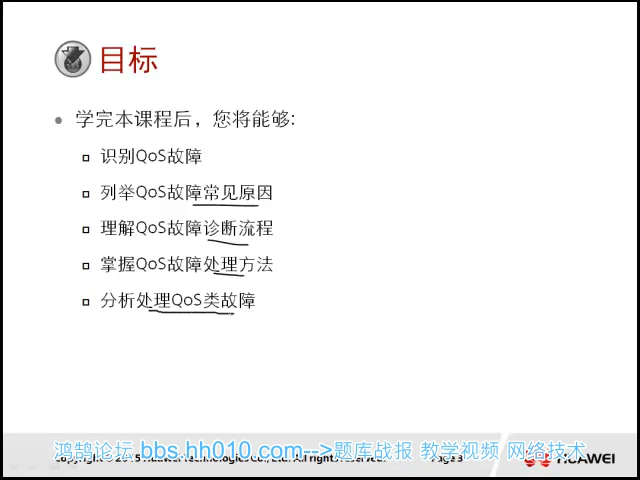 目标
学完本课程后，您将能够:
识别QoS故障
列举QoS故障常见原因
理解QoS故障诊断流程
掌握QoS故障处理方法
分析处理QoS类故障
鸿鹄论坛 bbs.hh010.com-->题库战报 教学视频 网络技术
HUAWEI